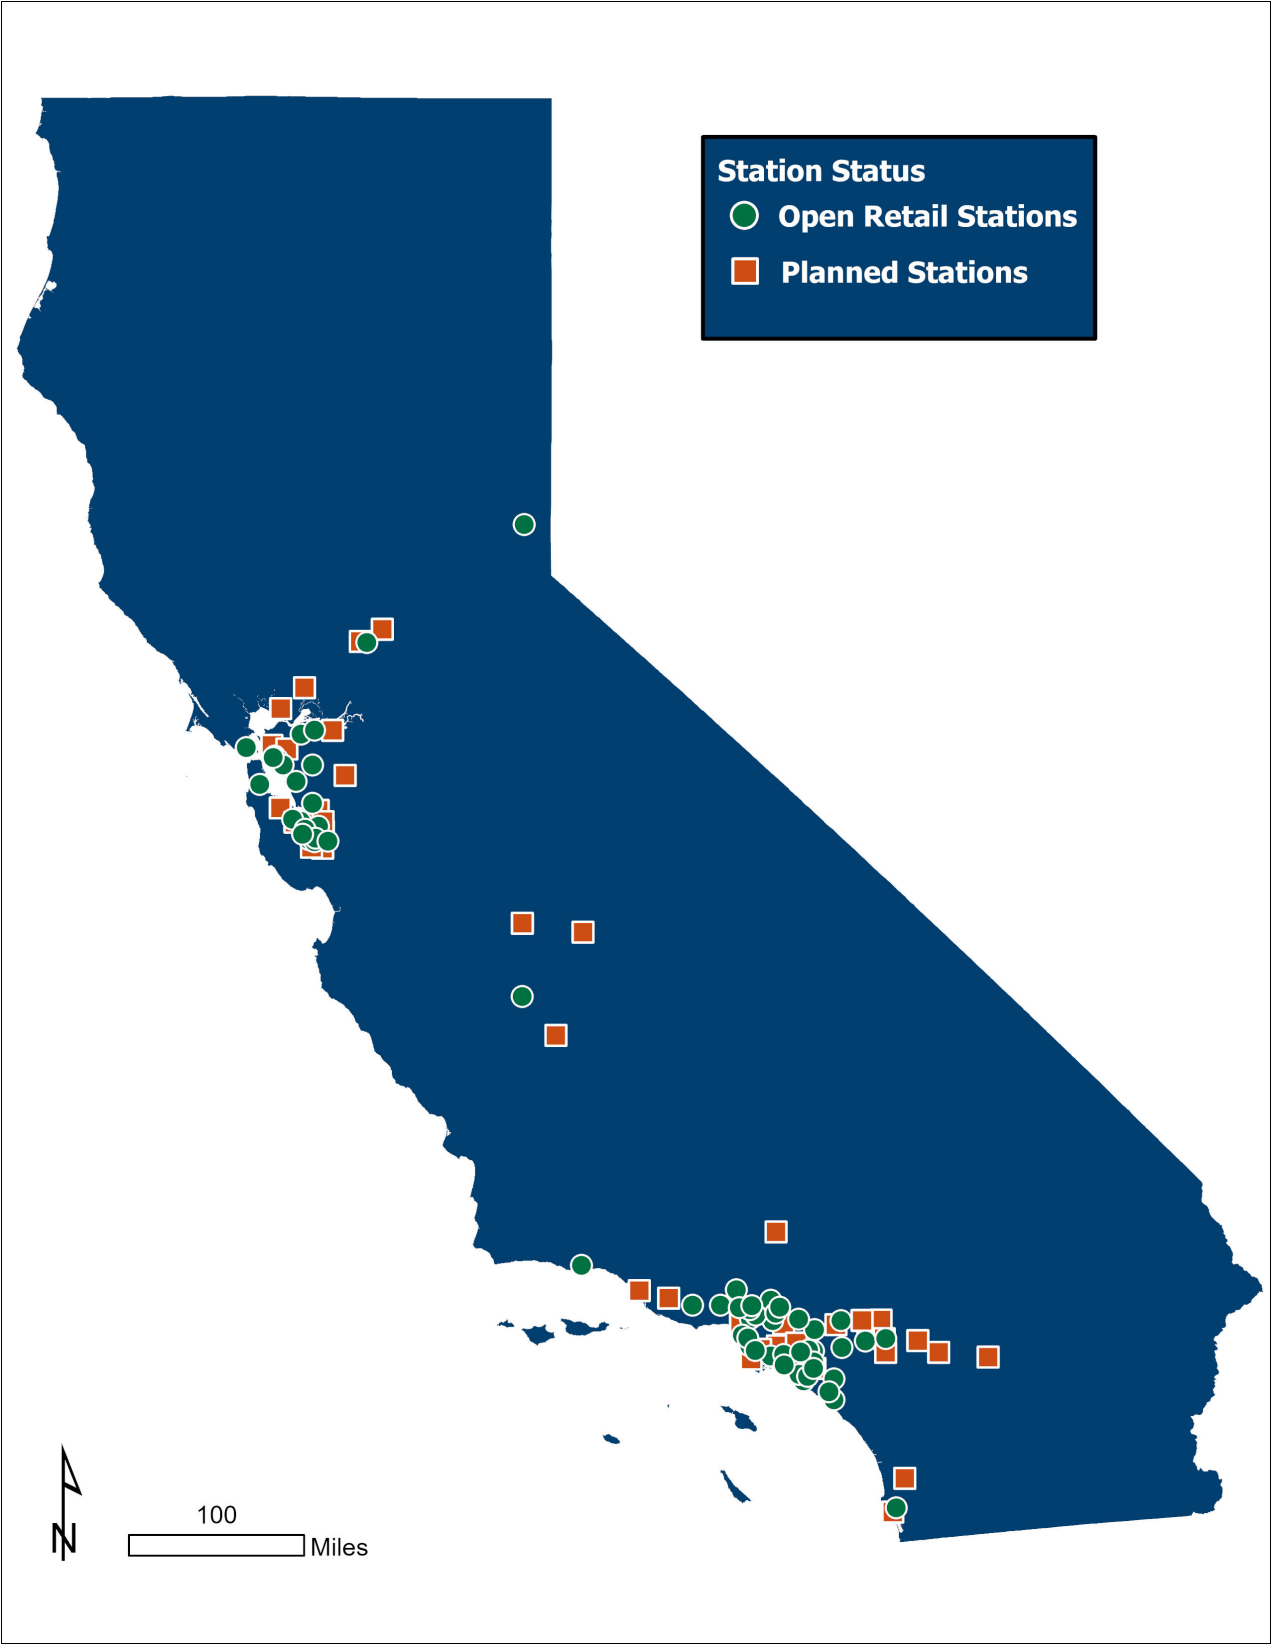 Station Status
Open Retail Stations
Planned Stations
100
Miles
N